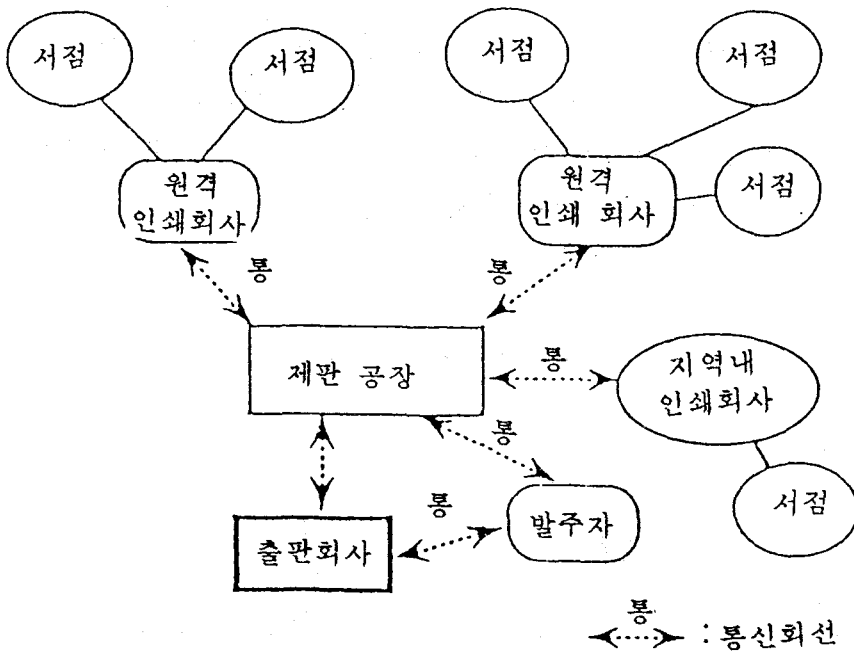 서점
서점
서점
서점
원격
인쇄회사
원격
인쇄 회사
서점
통
통
제판 공장
통
지역내
인쇄회사
통
서점
통
발주자
출판회사
통
: 통신회선